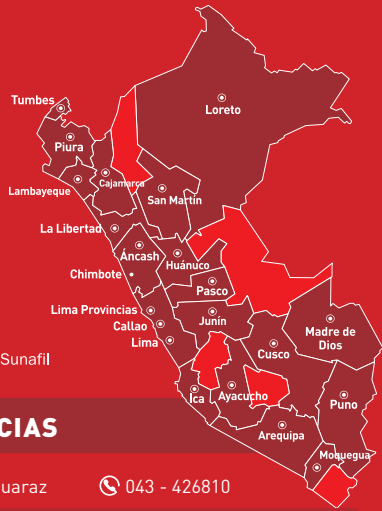 Tumbes
Loreto
Piura
Cajamarca
Lambayeque
San Martín
La Libertad
Áncash
Huánuco
Chimbote
Pasco
Lima Provincias
Junín
Callao
Madre de
Dios
Lima
Sunafil
Cusco
Ica
Ayacucho
Puno
CIAS
Arequipa
Moquegua
uaraz
043 - 426810